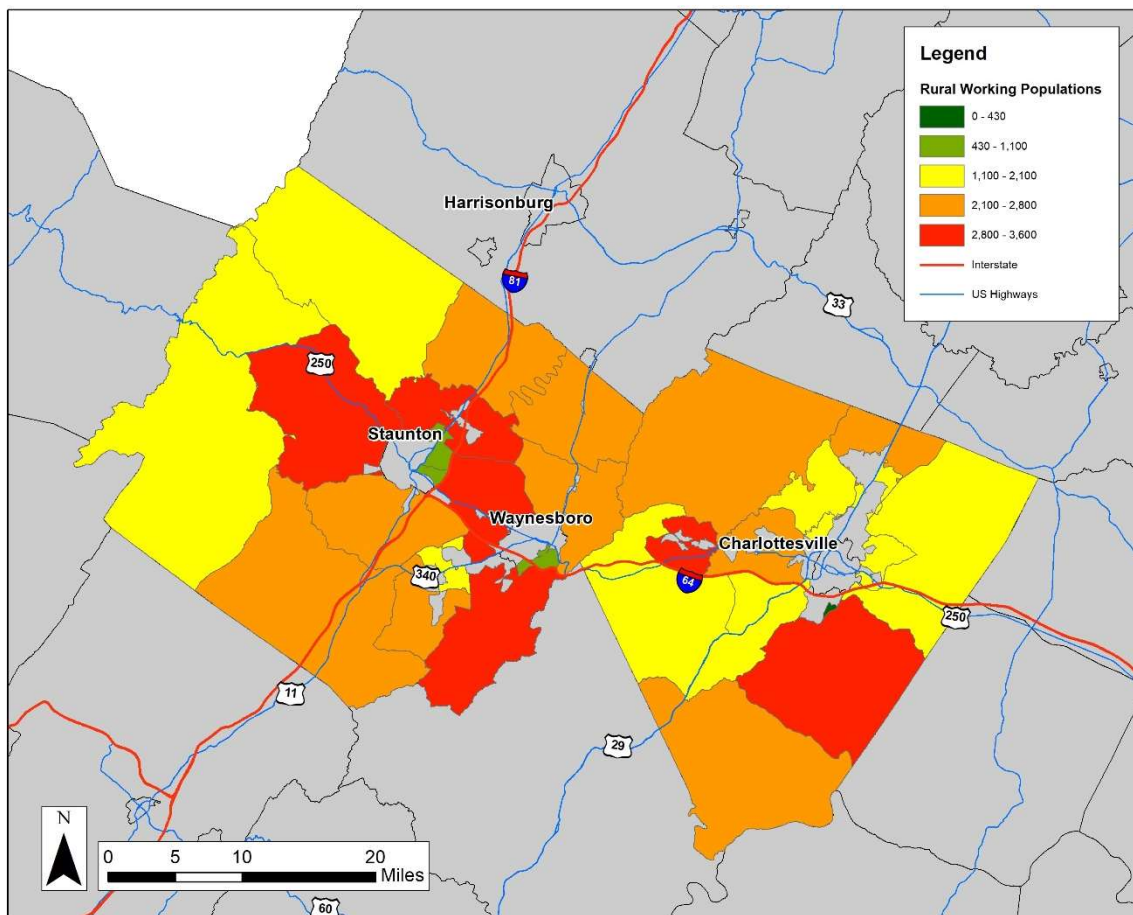 Legend
Rural Working Populations
0 - 430
430 - 1,100
1,100 - 2,100
2,100 - 2,800
2,800 - 3,600
Interstate
US Highways
Harrisonburg
81
33
250
Staunton
Waynesboro
Charlottesville
340
64
250
11
29
N
0 5 10 20
Miles
60